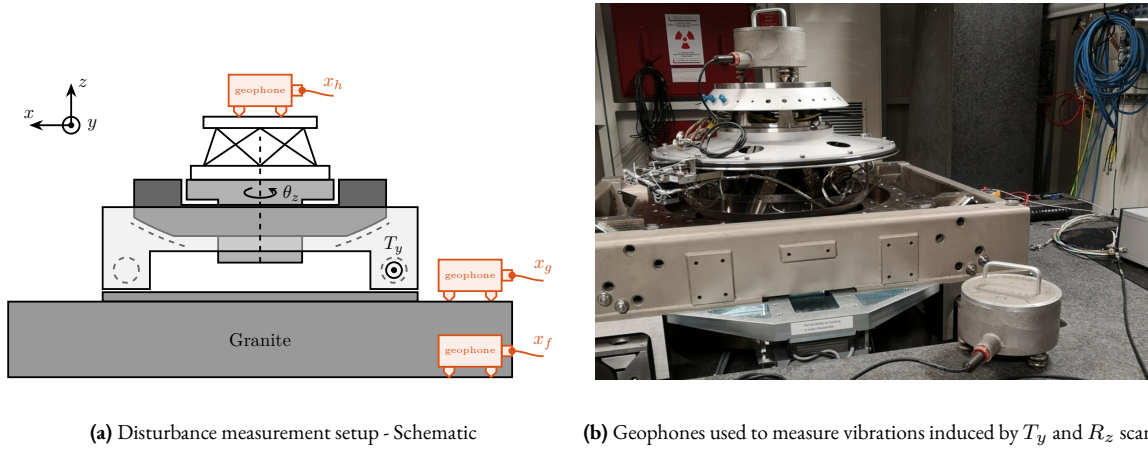 z
x
y
geophone
x_h
θ_z
T_y
geophone
x_g
Granite
geophone
x_f
(a) Disturbance measurement setup - Schematic
(b) Geophones used to measure vibrations induced by T_y and R_z scan